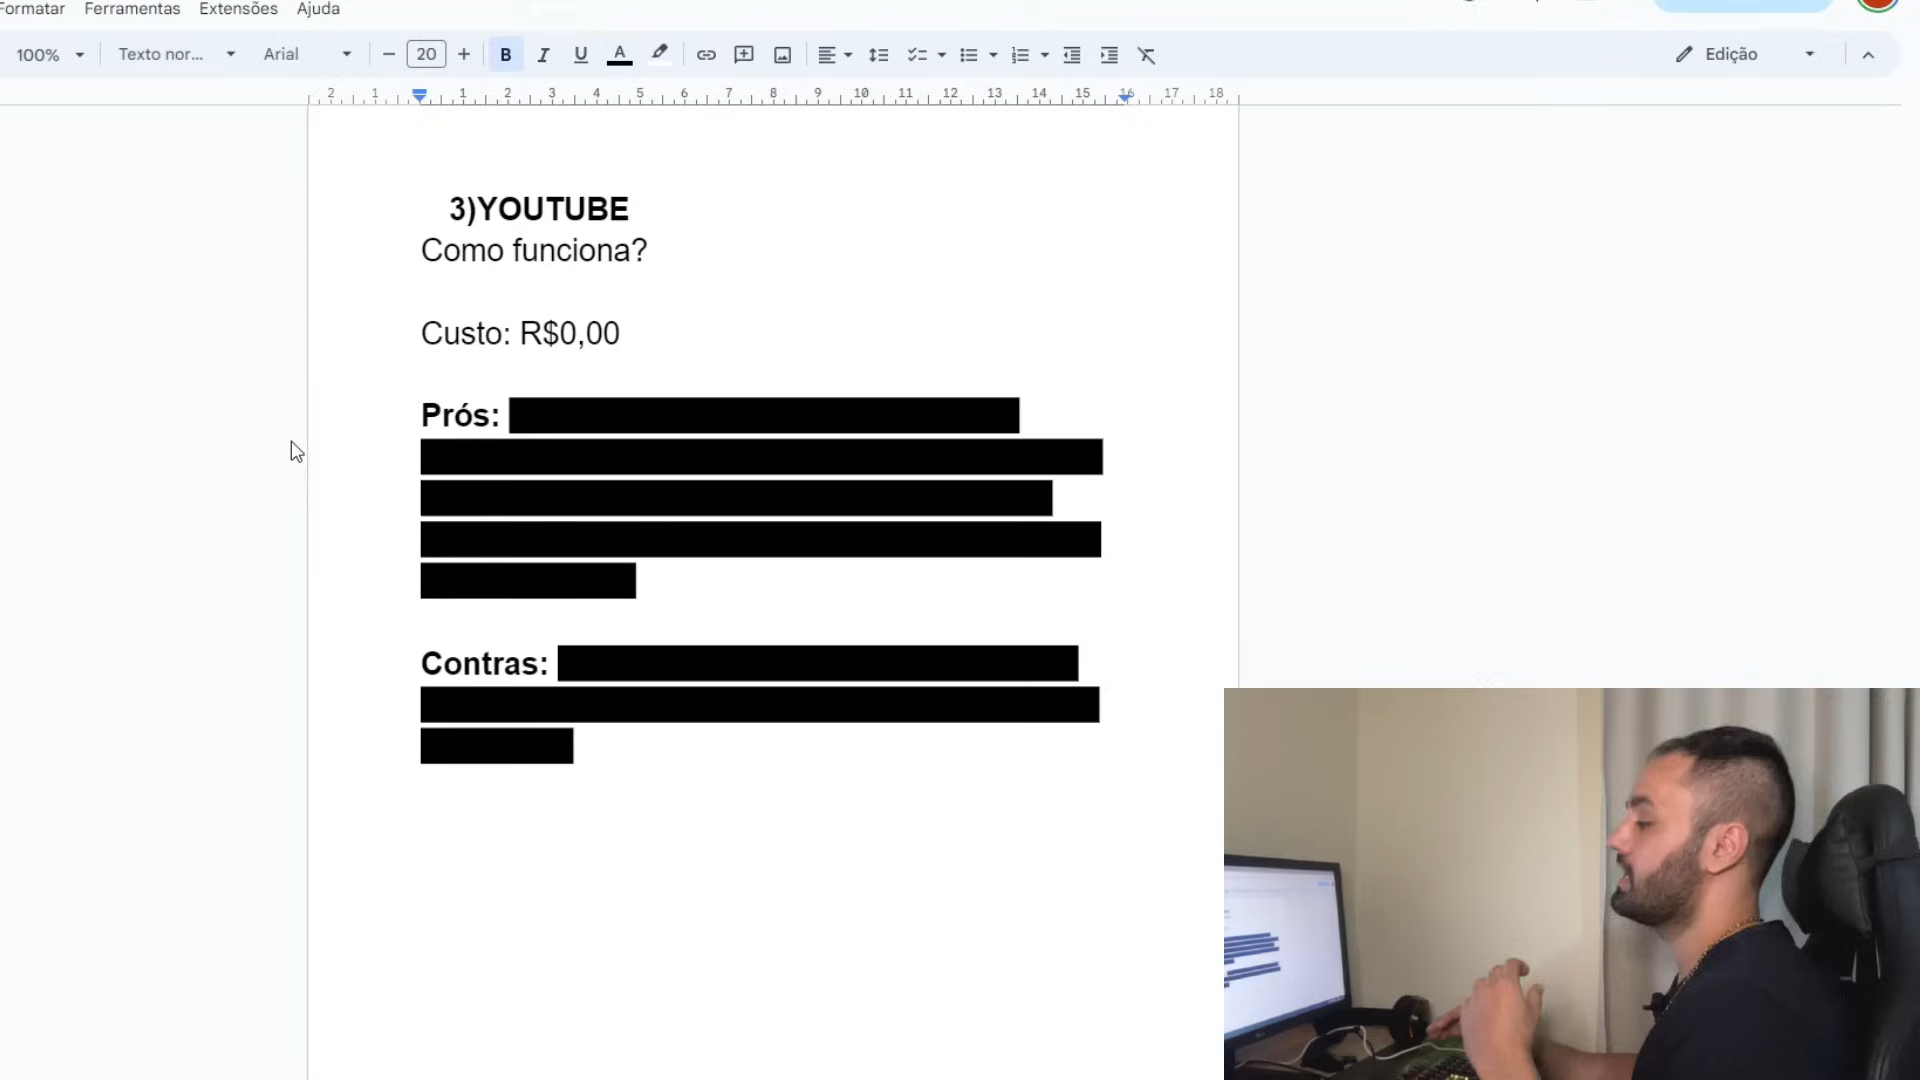 Formatar Ferramentas Extensões Ajuda
100% Texto nor... Arial 20 B I U A Edição
2 1 1 2 3 4 5 6 7 8 9 10 11 12 13 14 15 16 17 18
3)YOUTUBE
Como funciona?
Custo: R$0,00
Prós:
Contras: